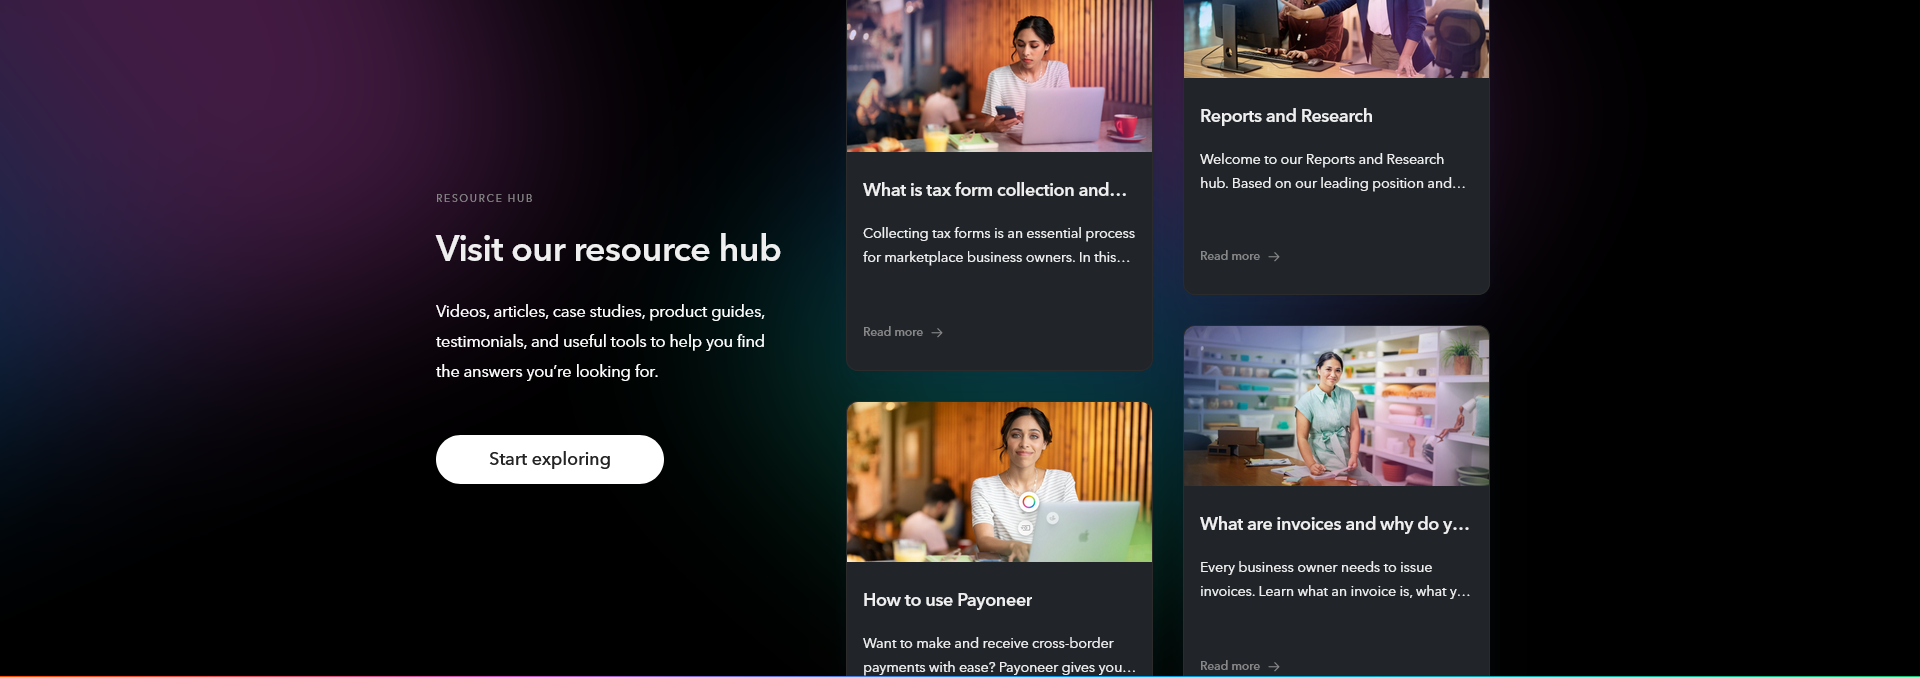 RESOURCE HUB
Visit our resource hub
Videos, articles, case studies, product guides,
testimonials, and useful tools to help you find
the answers you're looking for.
Start exploring
What is tax form collection and…
Collecting tax forms is an essential process
for marketplace business owners. In this…
Read more
How to use Payoneer
Want to make and receive cross-border
payments with ease? Payoneer gives you…
Reports and Research
Welcome to our Reports and Research
hub. Based on our leading position and…
Read more
What are invoices and why do y…
Every business owner needs to issue
invoices. Learn what an invoice is, what y…
Read more